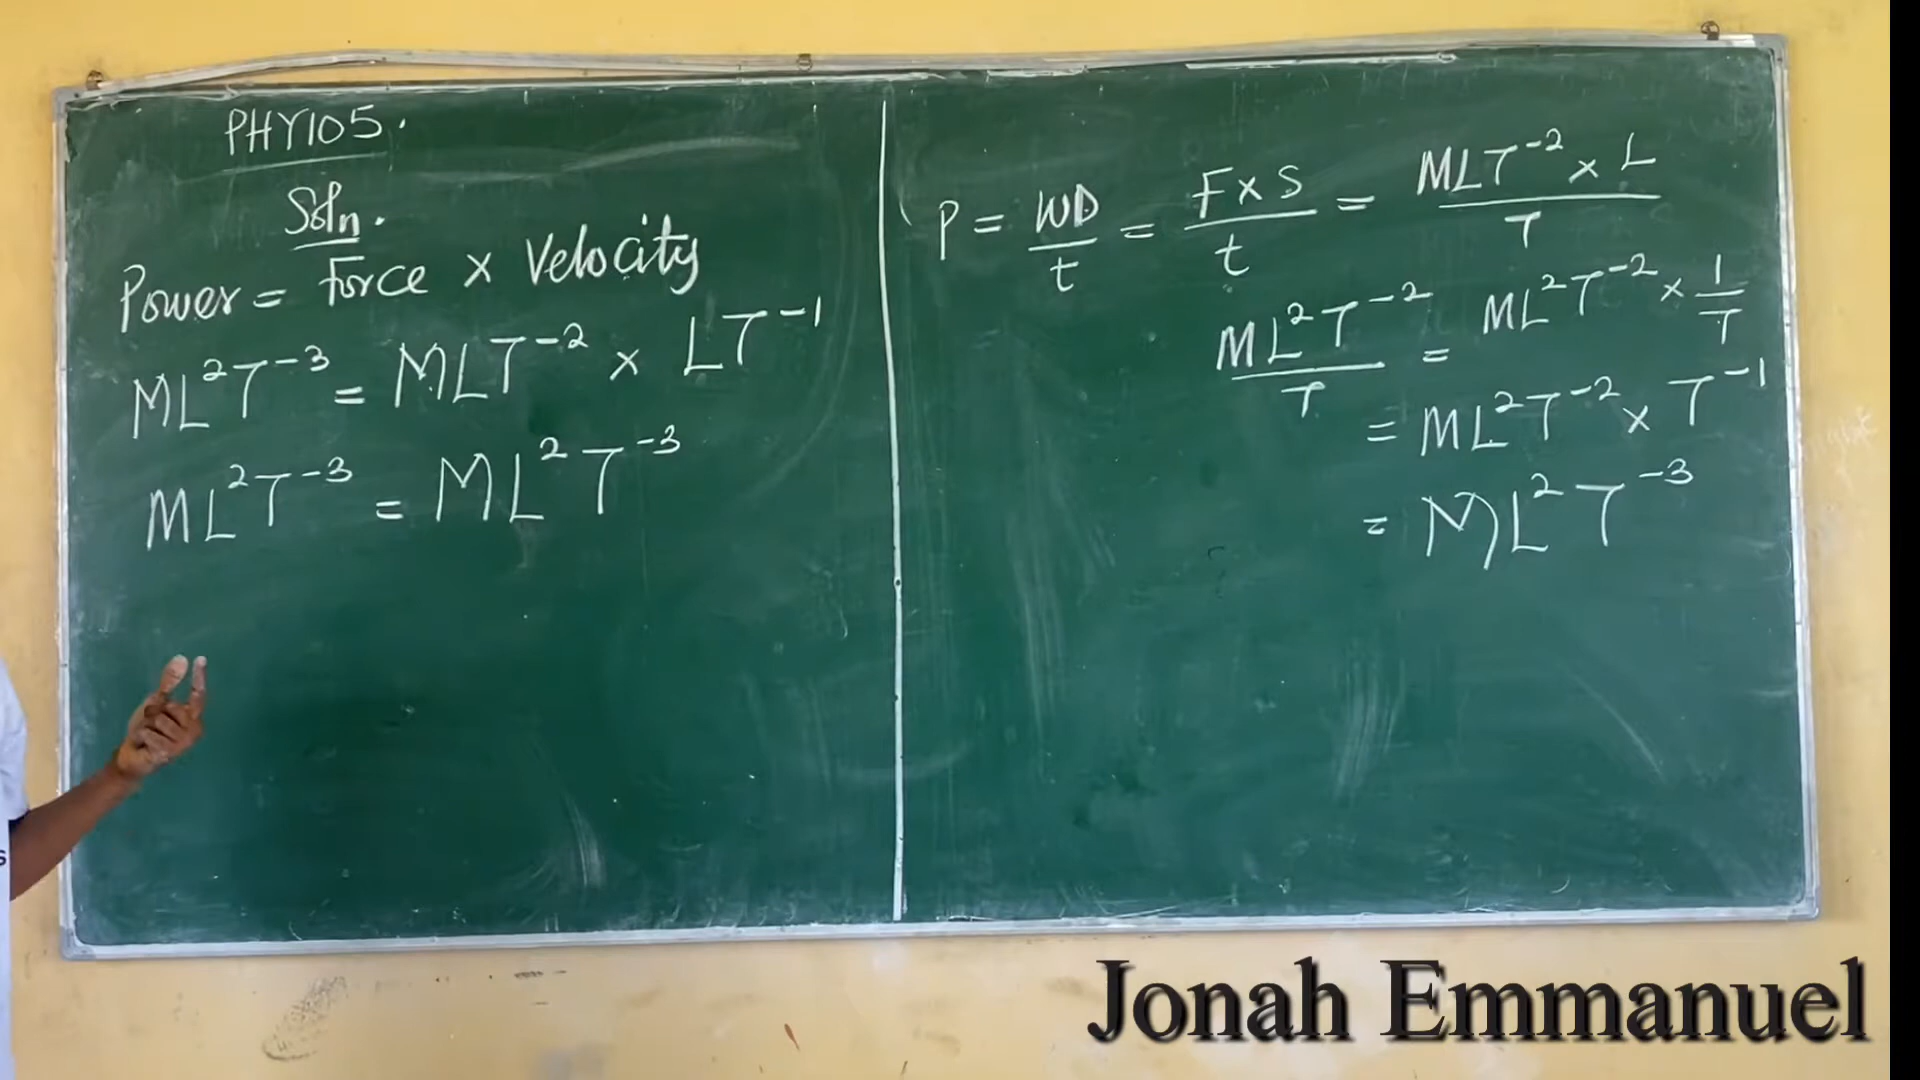 PHY105.
Soln.
Power = Force × Velocity
ML²T⁻³ = MLT⁻² × LT⁻¹
ML²T⁻³ = ML²T⁻³
P = WD/t = F×S/t = MLT⁻² × L/T
ML²T⁻²/T = ML²T⁻² × 1/T
= ML²T⁻² × T⁻¹
= ML²T⁻³
S
Jonah Emmanuel